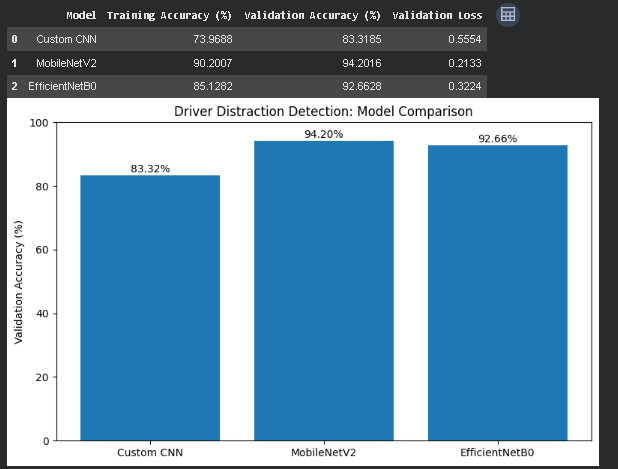 Model Training Accuracy (%) Validation Accuracy (%) Validation Loss
0 Custom CNN 73.9688 83.3185 0.5554
1 MobileNetV2 90.2007 94.2016 0.2133
2 EfficientNetB0 85.1282 92.6628 0.3224
Driver Distraction Detection: Model Comparison
100
80
60
40
20
0
Validation Accuracy (%)
83.32%
94.20%
92.66%
Custom CNN
MobileNetV2
EfficientNetB0